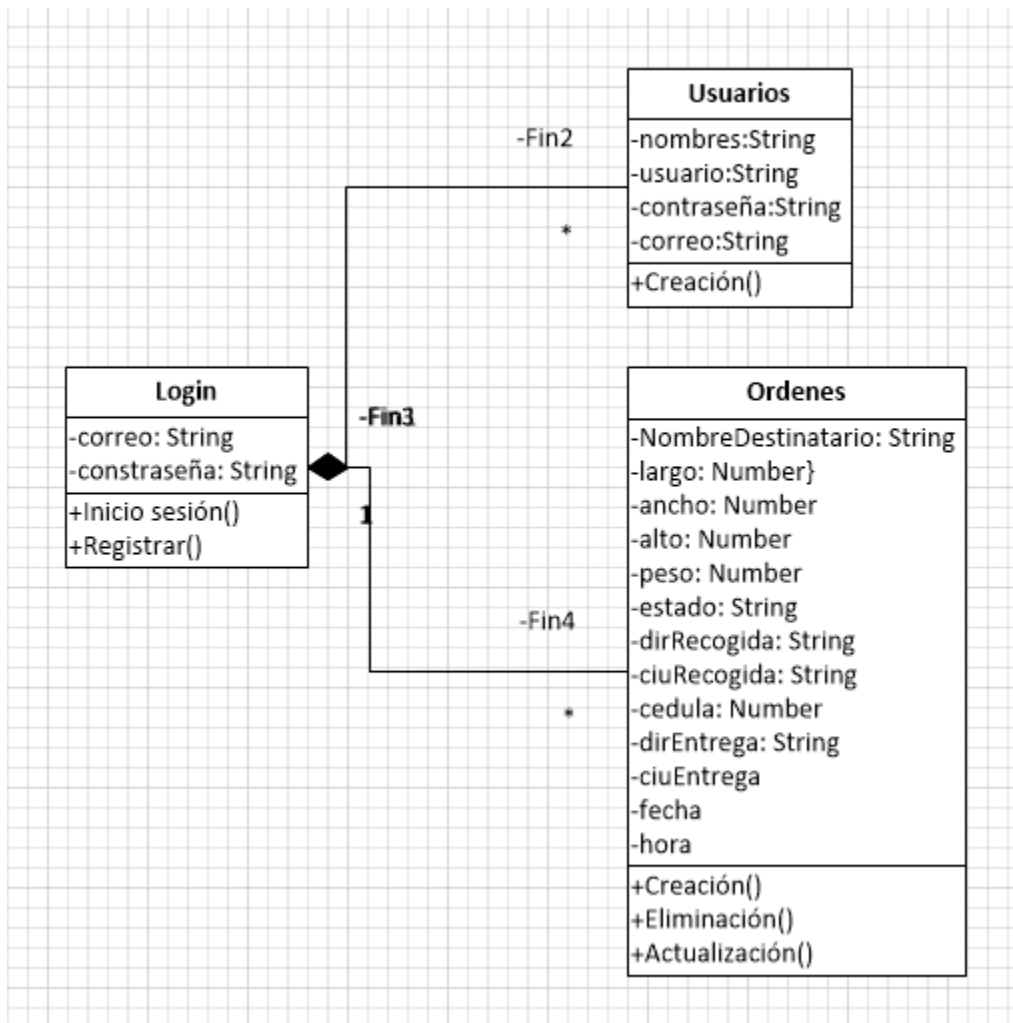 Usuarios
-nombres:String
-usuario:String
-contraseña:String
-correo:String
+Creación()
-Fin2
*
Login
-correo: String
-constraseña: String
+Inicio sesión()
+Registrar()
1
Ordenes
-NombreDestinatario: String
-largo: Number}
-ancho: Number
-alto: Number
-peso: Number
-estado: String
-dirRecogida: String
-ciuRecogida: String
-cedula: Number
-dirEntrega: String
-ciuEntrega
-fecha
-hora
+Creación()
+Eliminación()
+Actualización()
-Fin4
*